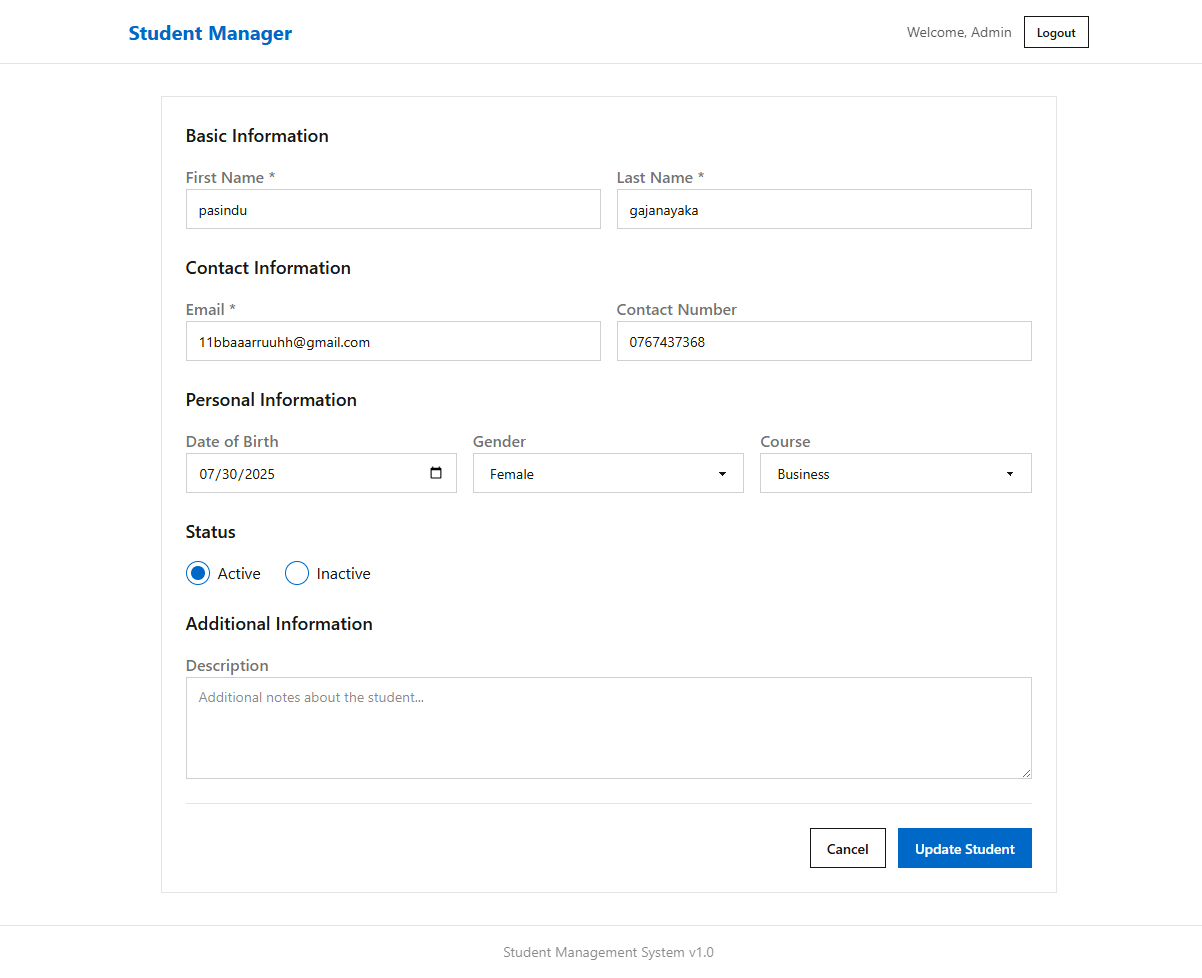 Student Manager
Welcome, Admin
Logout
Basic Information
First Name *
Last Name *
pasindu
gajanayaka
Contact Information
Email *
Contact Number
11bbaaarruuhh@gmail.com
0767437368
Personal Information
Date of Birth
Gender
Course
07/30/2025
Female
Business
Status
Active
Inactive
Additional Information
Description
Additional notes about the student...
Cancel
Update Student
Student Management System v1.0